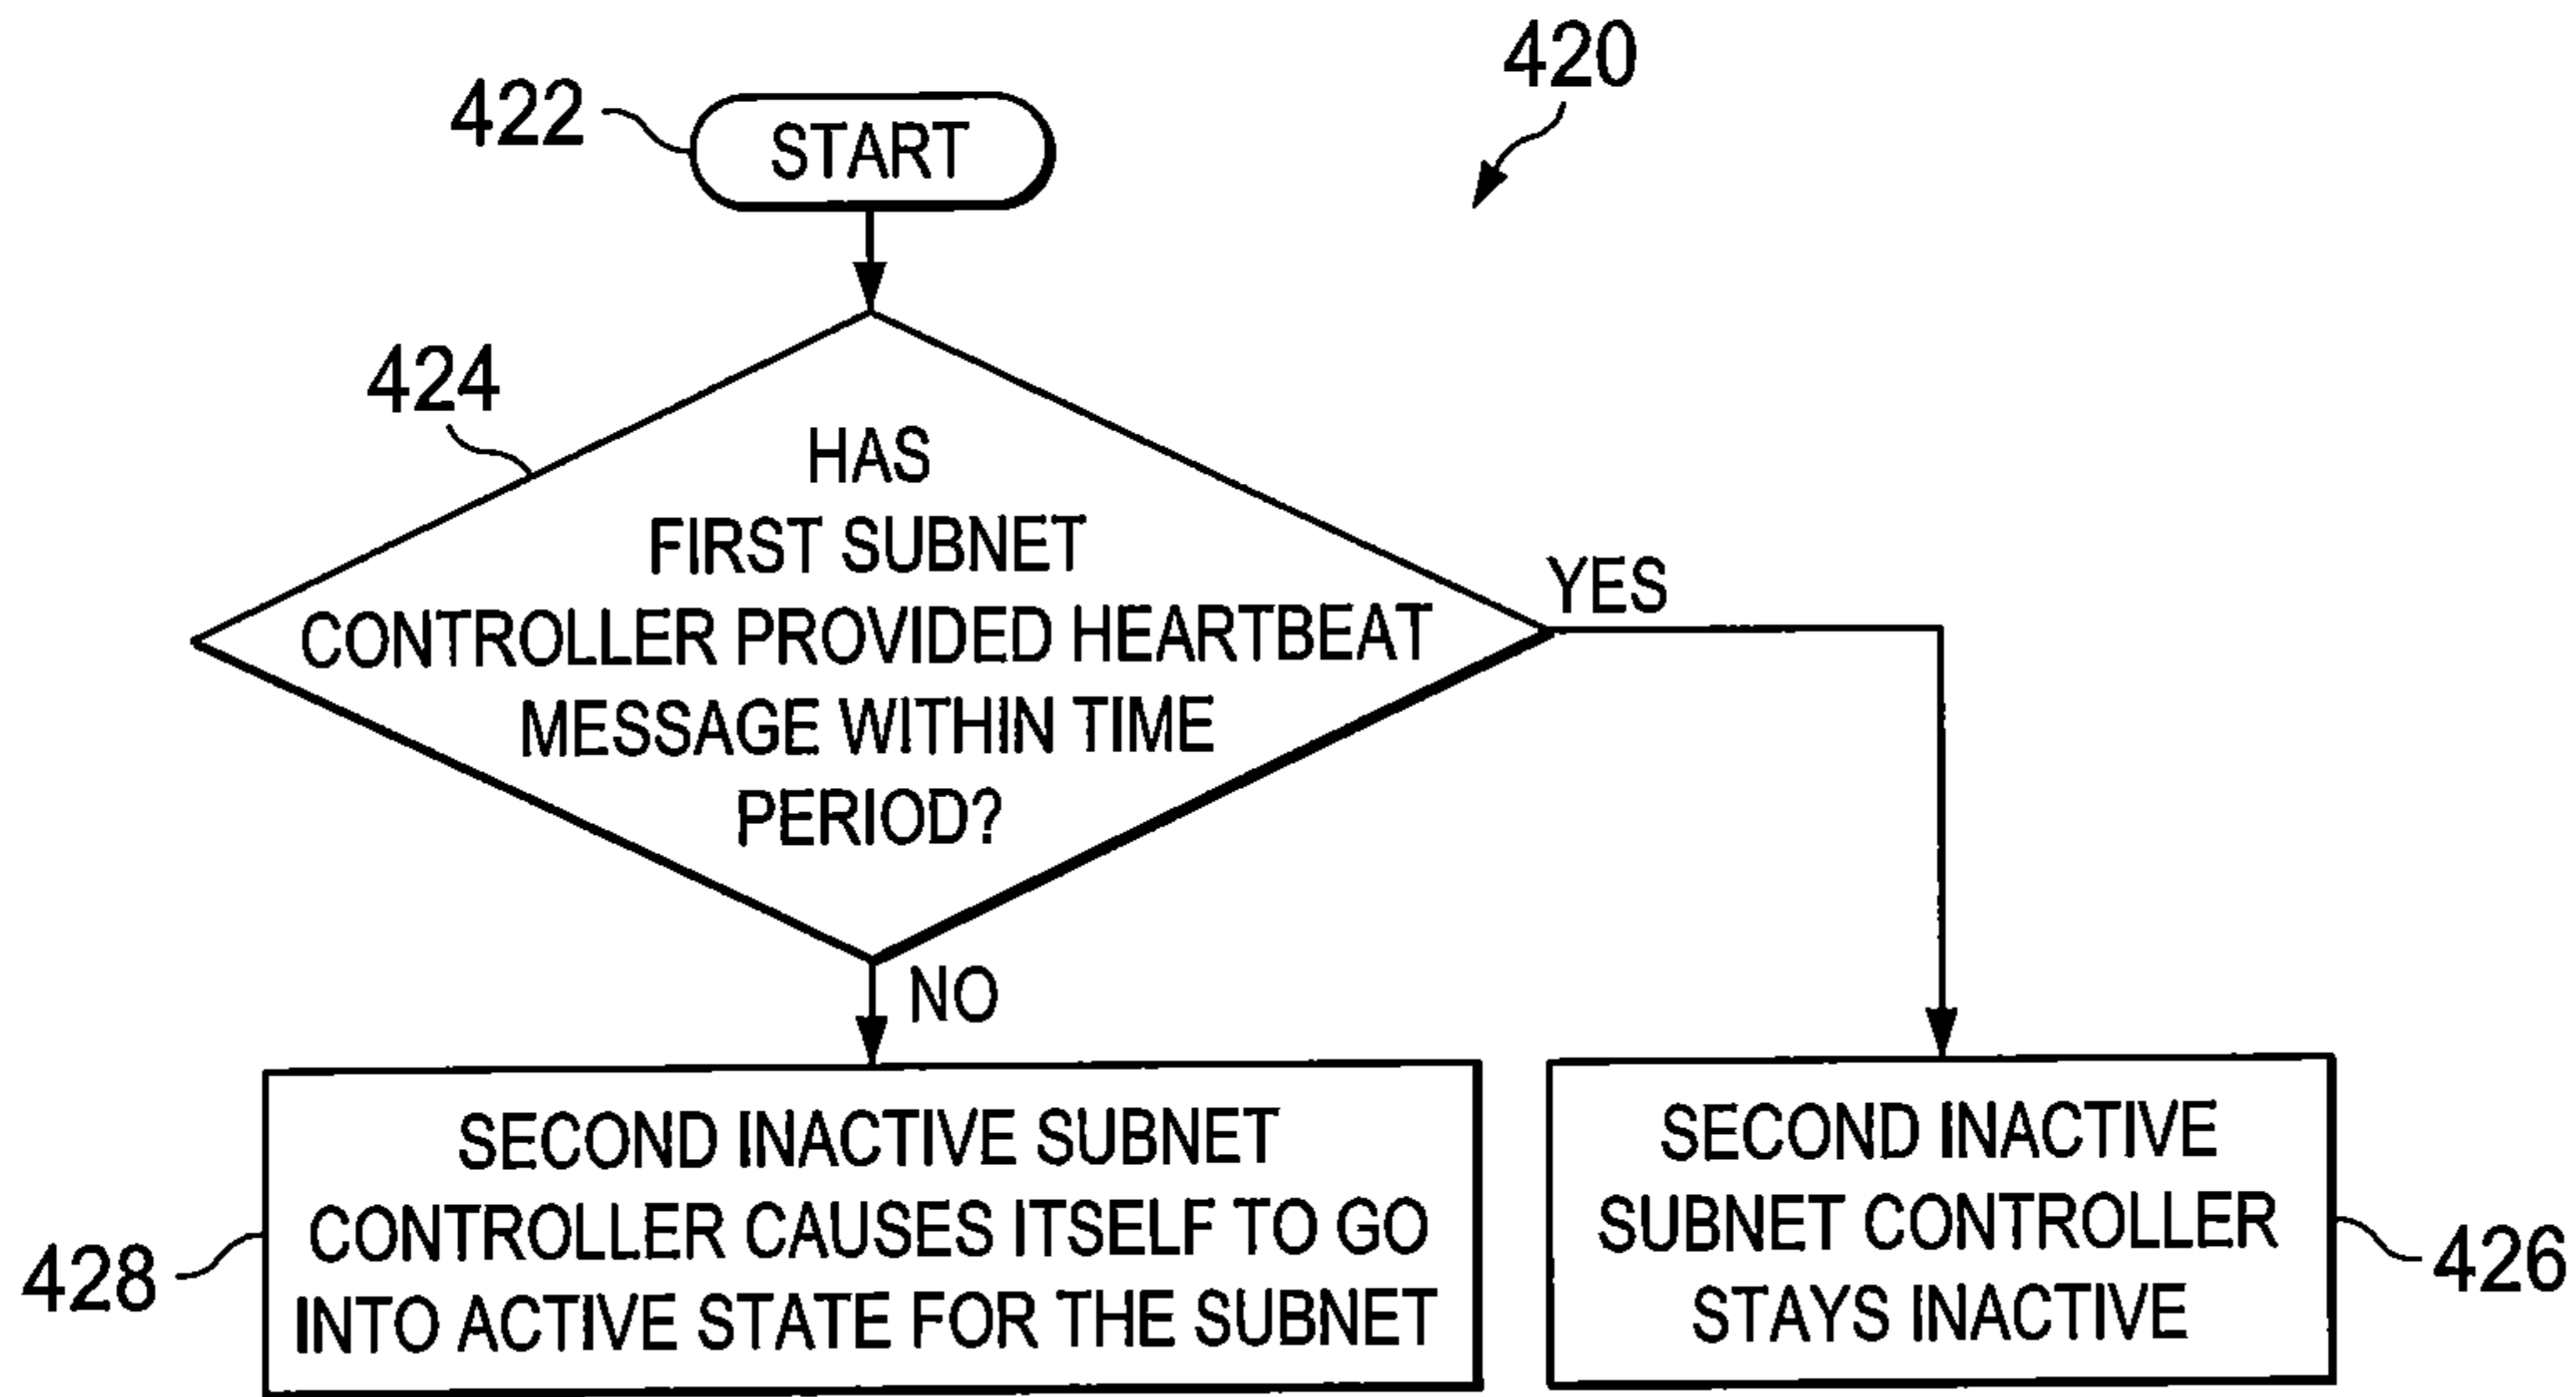 420
422
START
424
HAS
FIRST SUBNET
CONTROLLER PROVIDED HEARTBEAT
MESSAGE WITHIN TIME
PERIOD?
YES
NO
SECOND INACTIVE SUBNET
CONTROLLER CAUSES ITSELF TO GO
INTO ACTIVE STATE FOR THE SUBNET
428
SECOND INACTIVE
SUBNET CONTROLLER
STAYS INACTIVE
426